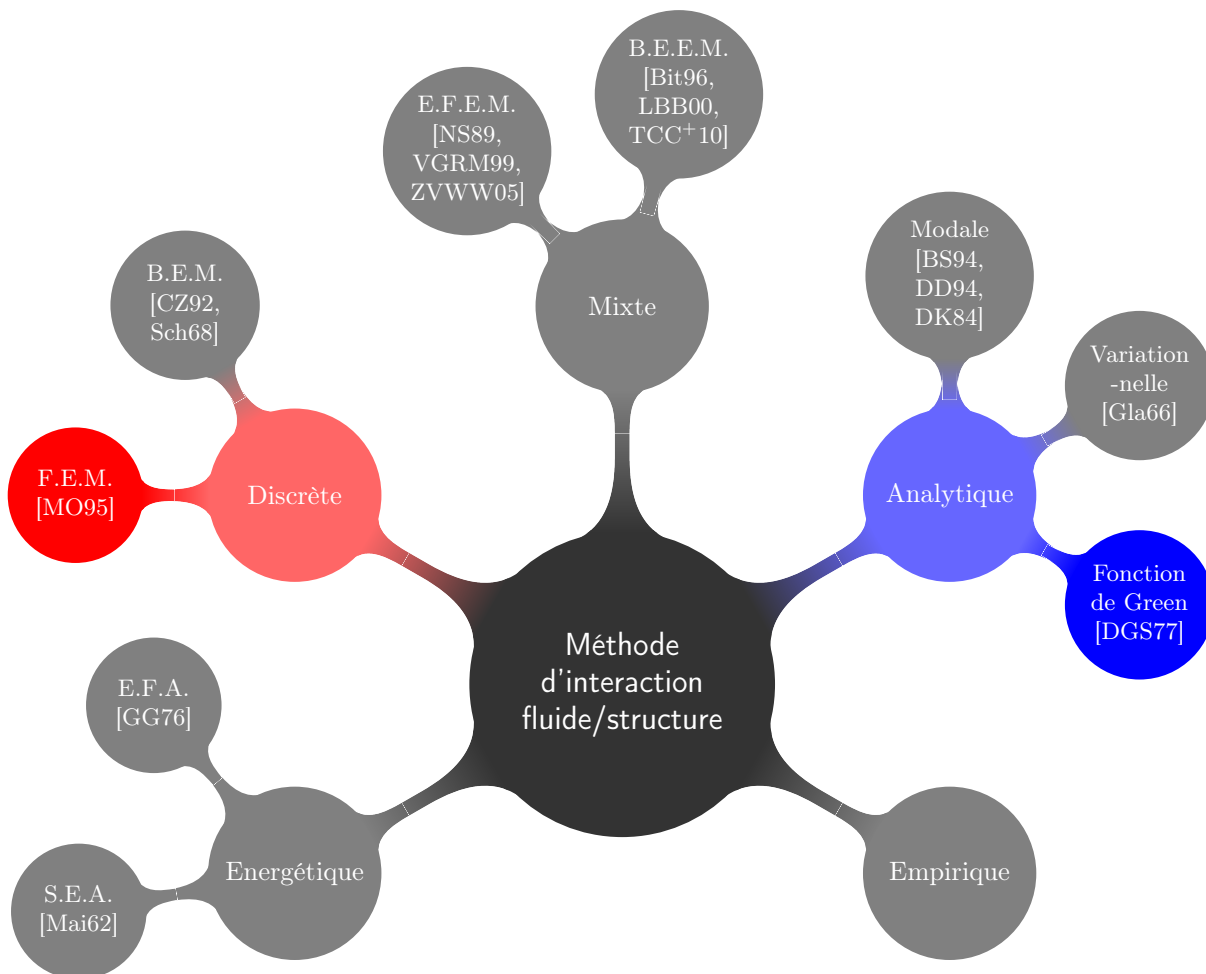 B.E.E.M.
[Bit96,
LBB00,
TCC+10]
E.F.E.M.
[NS89,
VGRM99,
ZVWW05]
Mixte
Modale
[BS94,
DD94,
DK84]
Variation
-nelle
[Gla66]
Analytique
Fonction
de Green
[DGS77]
B.E.M.
[CZ92,
Sch68]
F.E.M.
[MO95]
Discrète
Méthode
d'interaction
fluide/structure
E.F.A.
[GG76]
S.E.A.
[Mai62]
Energétique
Empirique